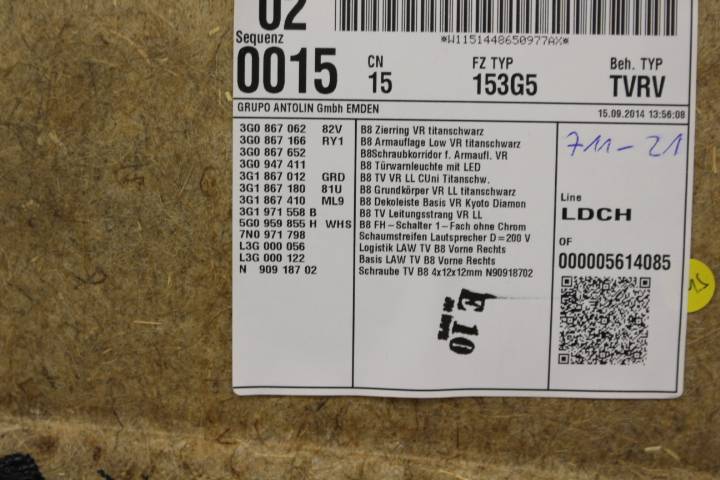 02
*W1151448650977AX*
Sequenz
0015
CN
15
FZ TYP
153G5
Beh. TYP
TVRV
GRUPO ANTOLIN GmbH EMDEN
15.09.2014 13:56:08
3G0 867 062 82V B8 Zierring VR titanschwarz
3G0 867 166 RY1 B8 Armauflage Low VR titanschwarz
3G0 867 652 B8Schraubkorridor f. Armaufl. VR
3G0 947 411 B8 Türwarnleuchte mit LED
3G1 867 012 GRD B8 TV VR LL CUni Titanschw.
3G1 867 180 81U B8 Grundkörper VR LL titanschwarz
3G1 867 410 ML9 B8 Dekoleiste Basis VR Kyoto Diamon
3G1 971 558 B B8 TV Leitungsstrang VR LL
5G0 959 855 H WHS B8 FH-Schalter 1-Fach ohne Chrom
7N0 971 798 Schaumstreifen Lautsprecher D=200 V
L3G 000 056 Logistik LAW TV B8 Vorne Rechts
L3G 000 122 Basis LAW TV B8 Vorne Rechts
N 909 187 02 Schraube TV B8 4x12x12mm N90918702
711-21
Line
LDCH
OF
000005614085
E 10